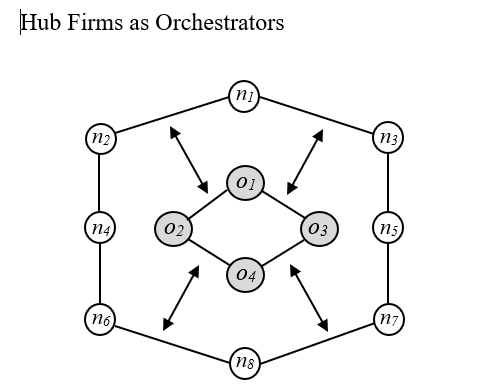 Hub Firms as Orchestrators
n1
n2
n3
o1
n4
o2
o3
n5
o4
n6
n7
n8